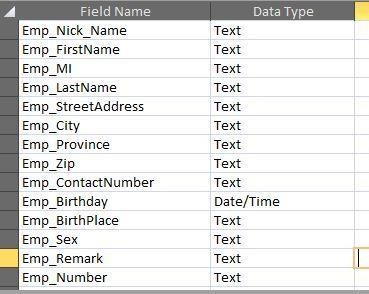 Field Name Data Type
Emp_Nick_Name Text
Emp_FirstName Text
Emp_MI Text
Emp_LastName Text
Emp_StreetAddress Text
Emp_City Text
Emp_Province Text
Emp_Zip Text
Emp_ContactNumber Text
Emp_Birthday Date/Time
Emp_BirthPlace Text
Emp_Sex Text
Emp_Remark Text
Emp_Number Text